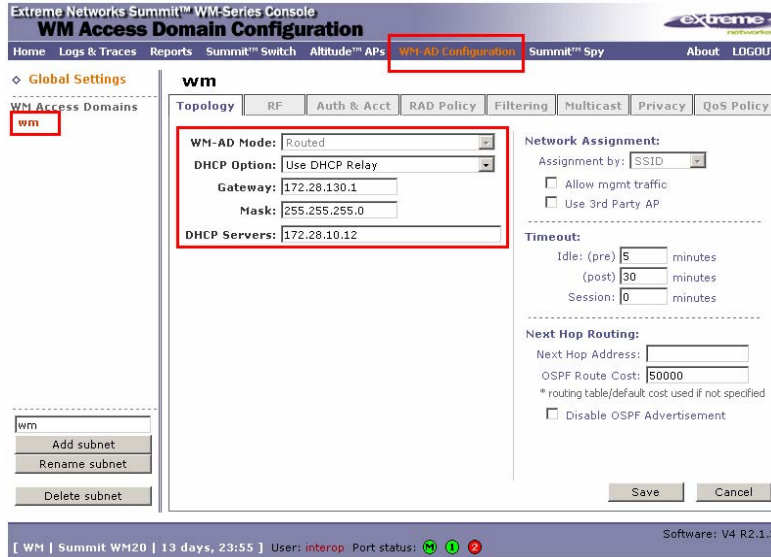 Extreme Networks Summit™ WM-Series Console
WM Access Domain Configuration
extreme
networks
Home Logs & Traces Reports Summit™ Switch Altitude™ APs WM-AD Configuration Summit™ Spy About LOGOUT
Global Settings
WM Access Domains
wm
wm
Topology RF Auth & Acct RAD Policy Filtering Multicast Privacy QoS Policy
WM-AD Mode: Routed
DHCP Option: Use DHCP Relay
Gateway: 172.28.130.1
Mask: 255.255.255.0
DHCP Servers: 172.28.10.12
Network Assignment:
Assignment by: SSID
Allow mgmt traffic
Use 3rd Party AP
Timeout:
Idle: (pre) 5 minutes
(post) 30 minutes
Session: 0 minutes
Next Hop Routing:
Next Hop Address:
OSPF Route Cost: 50000
* routing table/default cost used if not specified
Disable OSPF Advertisement
wm
Add subnet
Rename subnet
Delete subnet
Save Cancel
[ WM | Summit WM20 | 13 days, 23:55 ] User: interop Port status: M 1 2
Software: V4 R2.1.